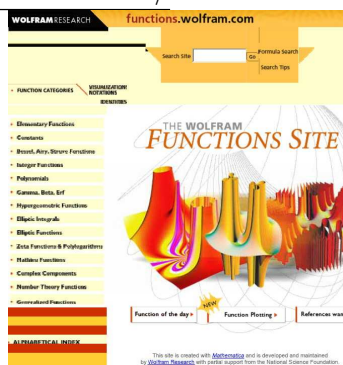 WOLFRAM RESEARCH
functions.wolfram.com
Search Site
Go
Formula Search
Search Tips
FUNCTION CATEGORIES
VISUALIZATIONS
NOTATIONS
IDENTITIES
Elementary Functions
Constants
Bessel, Airy, Struve Functions
Integer Functions
Polynomials
Gamma, Beta, Erf
Hypergeometric Functions
Elliptic Integrals
Elliptic Functions
Zeta Functions & Polylogarithms
Mathieu Functions
Complex Components
Number Theory Functions
Generalized Functions
ALPHABETICAL INDEX
THE WOLFRAM
FUNCTIONS SITE
Function of the day
NEW
Function Plotting
References wan
This site is created with Mathematica and is developed and maintained
by Wolfram Research with partial support from the National Science Foundation.